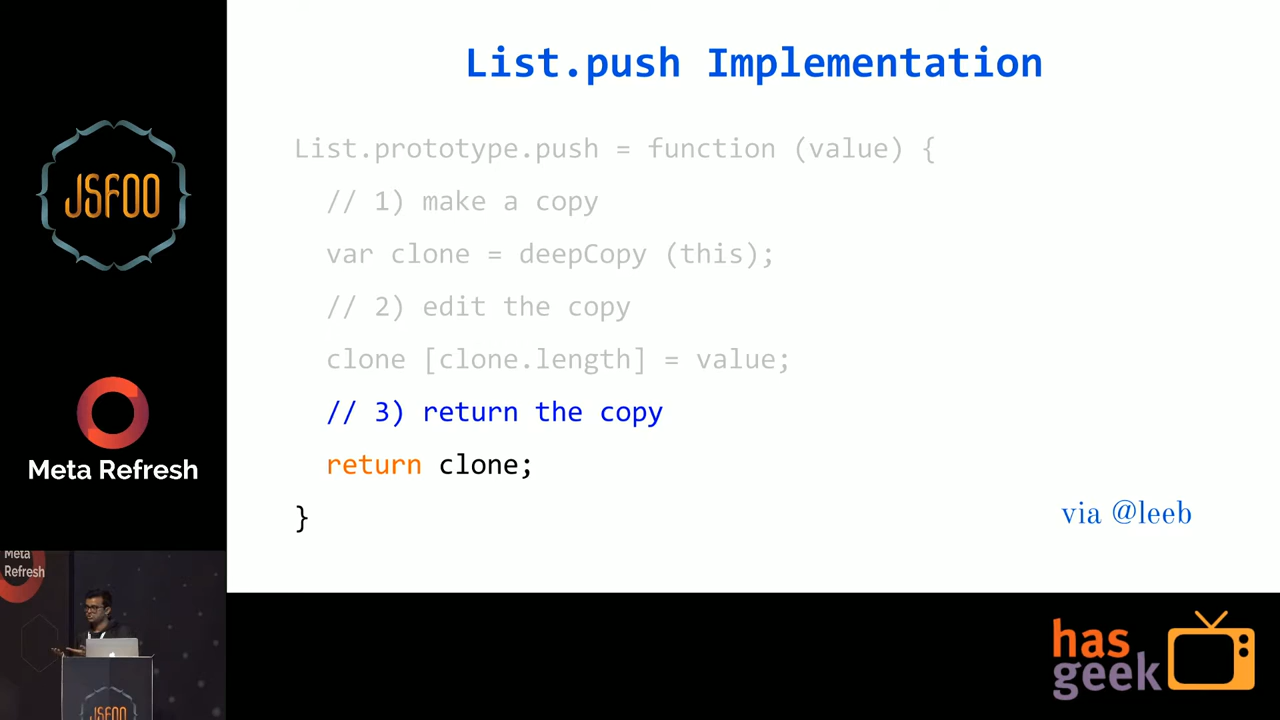 List.push Implementation
List.prototype.push = function (value) {
// 1) make a copy
var clone = deepCopy (this);
// 2) edit the copy
clone [clone.length] = value;
// 3) return the copy
return clone;
}
via @leeb
JSFOO
Meta Refresh
Meta
Refresh
JSFOO
has
geek